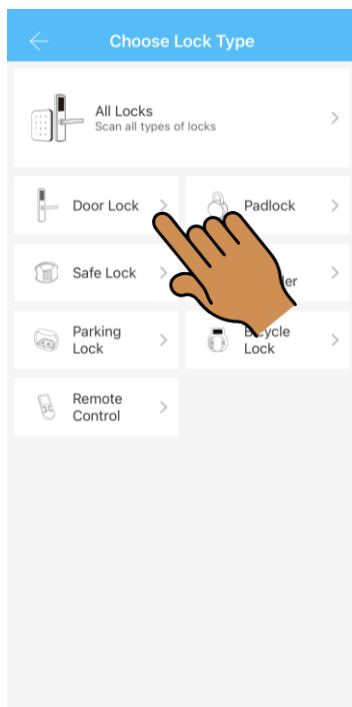 Choose Lock Type
All Locks
Scan all types of locks
Door Lock
Padlock
Safe Lock
Parking
Lock
Lock
Remote
Control